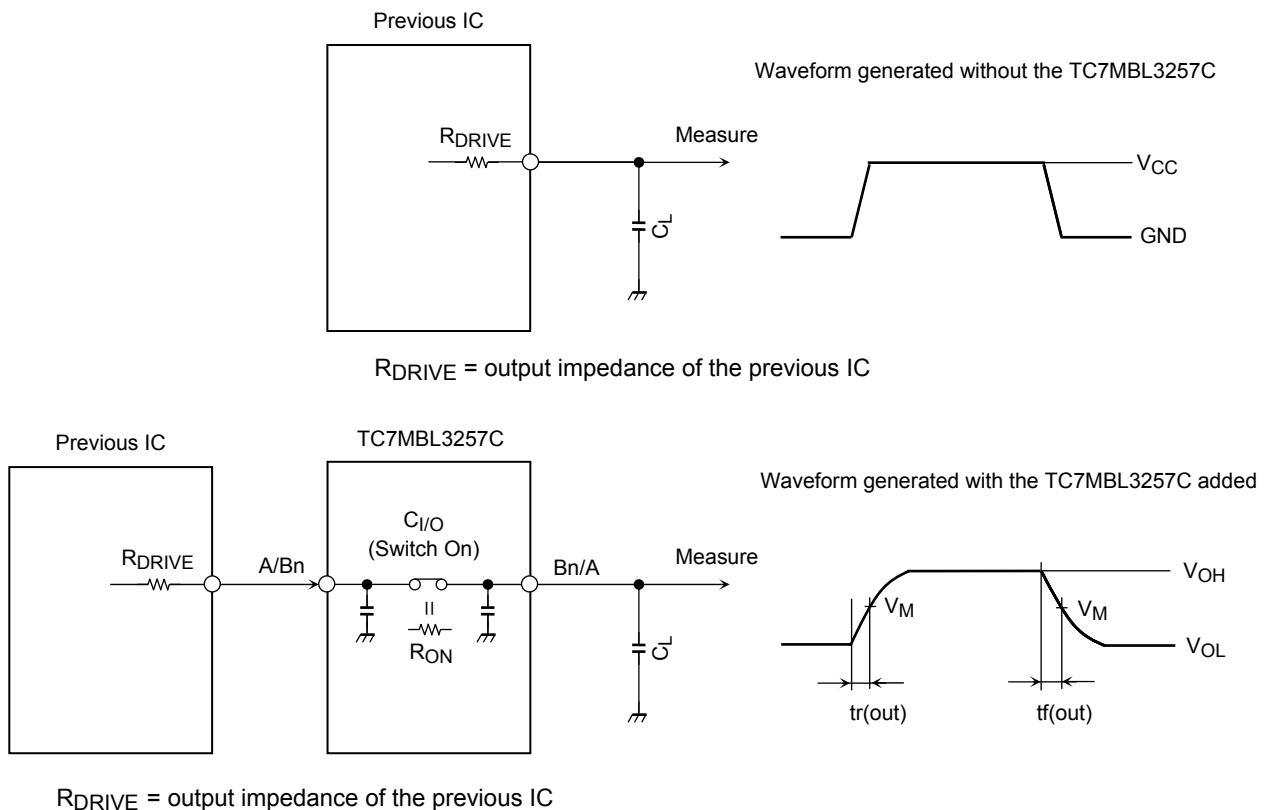 Previous IC
Waveform generated without the TC7MBL3257C
RDRIVE
Measure
VCC
CL
GND
RDRIVE = output impedance of the previous IC
Previous IC
TC7MBL3257C
Waveform generated with the TC7MBL3257C added
CI/O
(Switch On)
RDRIVE
A/Bn
Bn/A
Measure
VOH
VM
VM
RON
CL
VOL
tr(out)
tf(out)
RDRIVE = output impedance of the previous IC